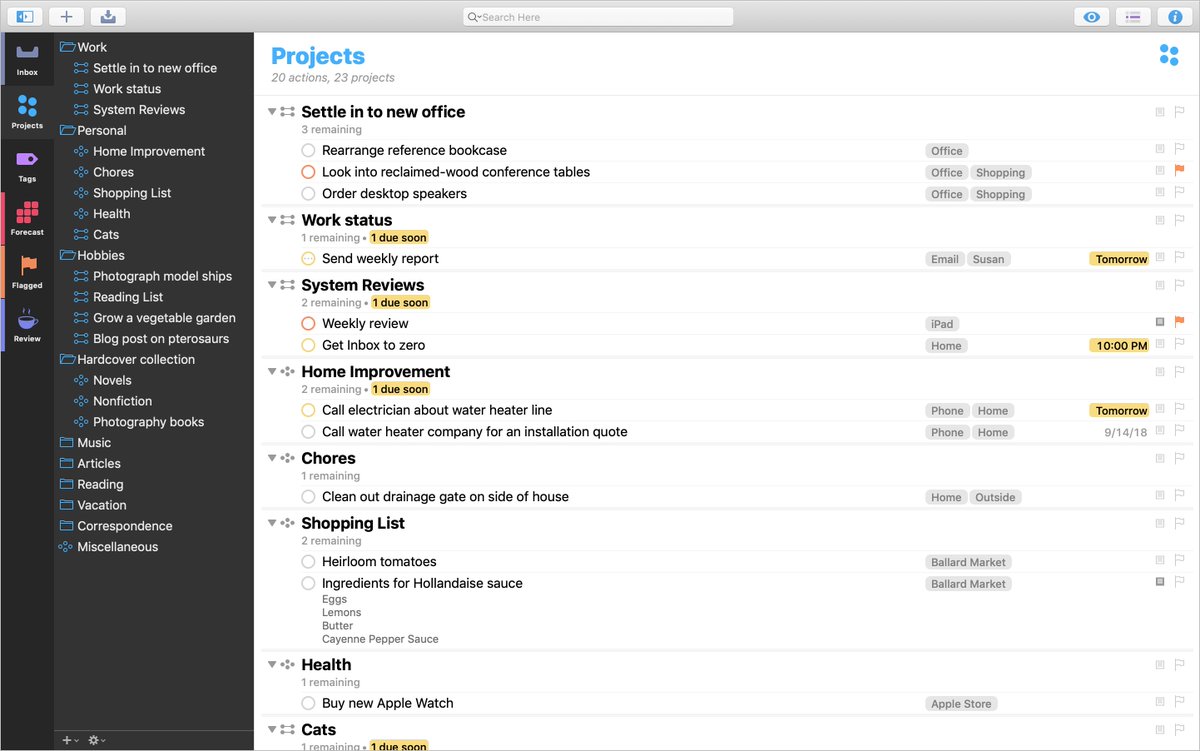 Search Here
Inbox
Projects
Tags
Forecast
Flagged
Review
Work
Settle in to new office
Work status
System Reviews
Personal
Home Improvement
Chores
Shopping List
Health
Cats
Hobbies
Photograph model ships
Reading List
Grow a vegetable garden
Blog post on pterosaurs
Hardcover collection
Novels
Nonfiction
Photography books
Music
Articles
Reading
Vacation
Correspondence
Miscellaneous
Projects
20 actions, 23 projects
Settle in to new office
3 remaining
Rearrange reference bookcase Office
Look into reclaimed-wood conference tables Office Shopping
Order desktop speakers Office Shopping
Work status
1 remaining • 1 due soon
Send weekly report Email Susan Tomorrow
System Reviews
2 remaining • 1 due soon
Weekly review iPad
Get Inbox to zero Home 10:00 PM
Home Improvement
2 remaining • 1 due soon
Call electrician about water heater line Phone Home Tomorrow
Call water heater company for an installation quote Phone Home 9/14/18
Chores
1 remaining
Clean out drainage gate on side of house Home Outside
Shopping List
2 remaining
Heirloom tomatoes Ballard Market
Ingredients for Hollandaise sauce Ballard Market
Eggs
Lemons
Butter
Cayenne Pepper Sauce
Health
1 remaining
Buy new Apple Watch Apple Store
Cats
1 remaining • 1 due soon